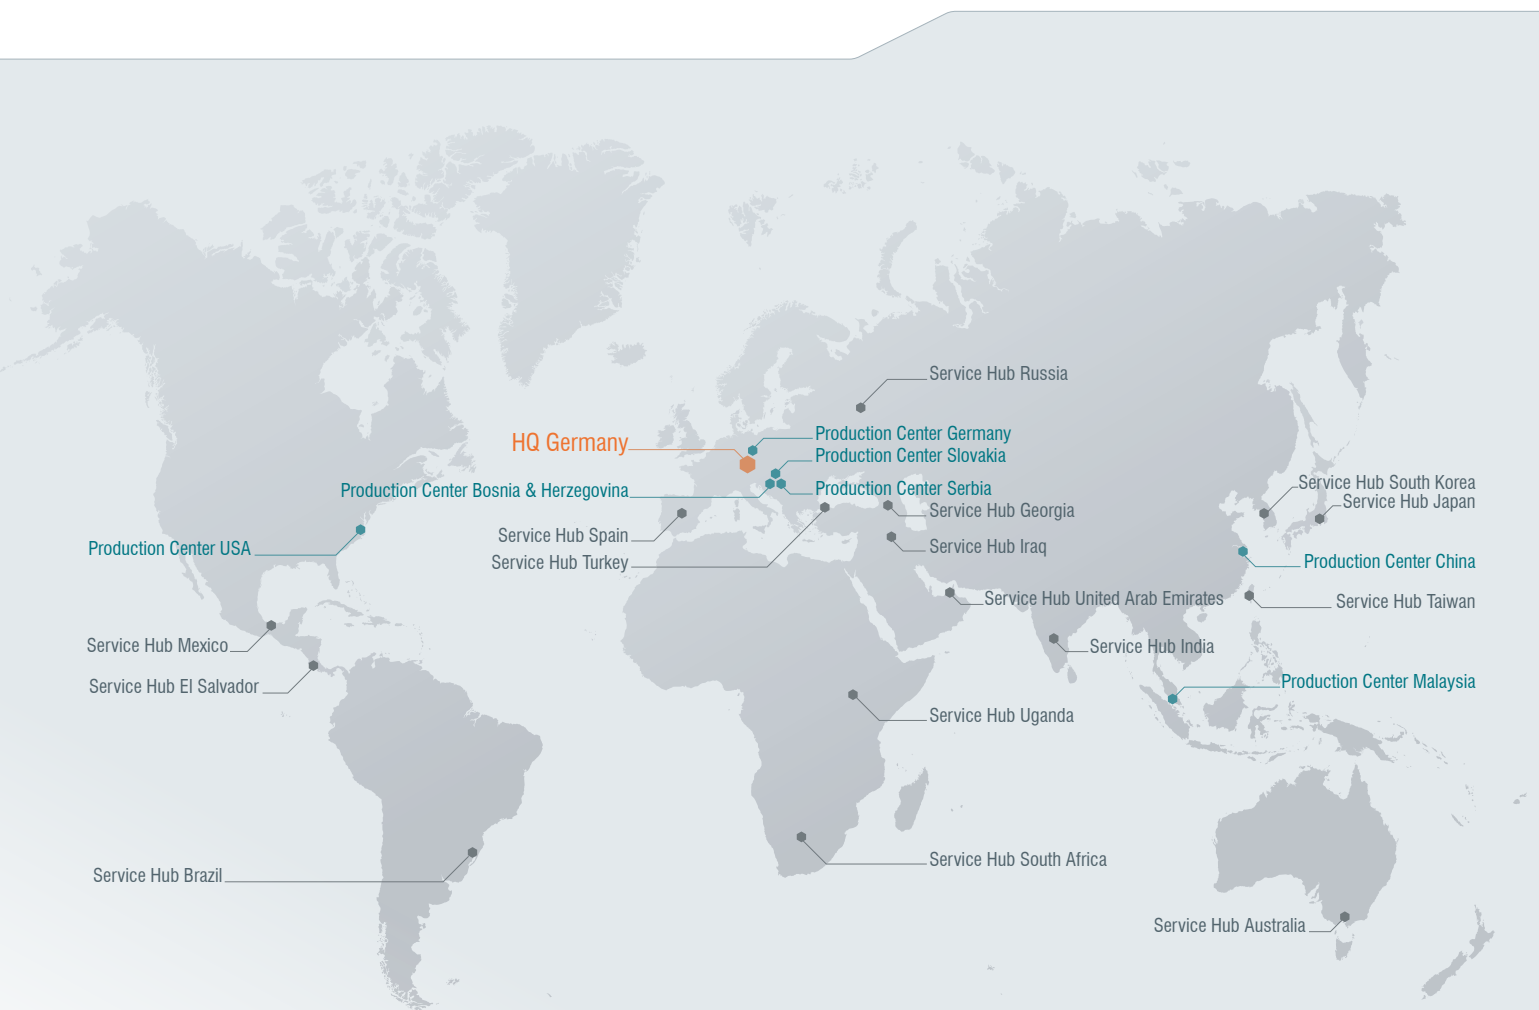 Service Hub Russia
HQ Germany
Production Center Germany
Production Center Slovakia
Production Center Bosnia & Herzegovina
Production Center Serbia
Service Hub South Korea
Service Hub Japan
Service Hub Georgia
Service Hub Spain
Production Center USA
Service Hub Iraq
Service Hub Turkey
Production Center China
Service Hub United Arab Emirates
Service Hub Taiwan
Service Hub Mexico
Service Hub India
Service Hub El Salvador
Production Center Malaysia
Service Hub Uganda
Service Hub South Africa
Service Hub Brazil
Service Hub Australia